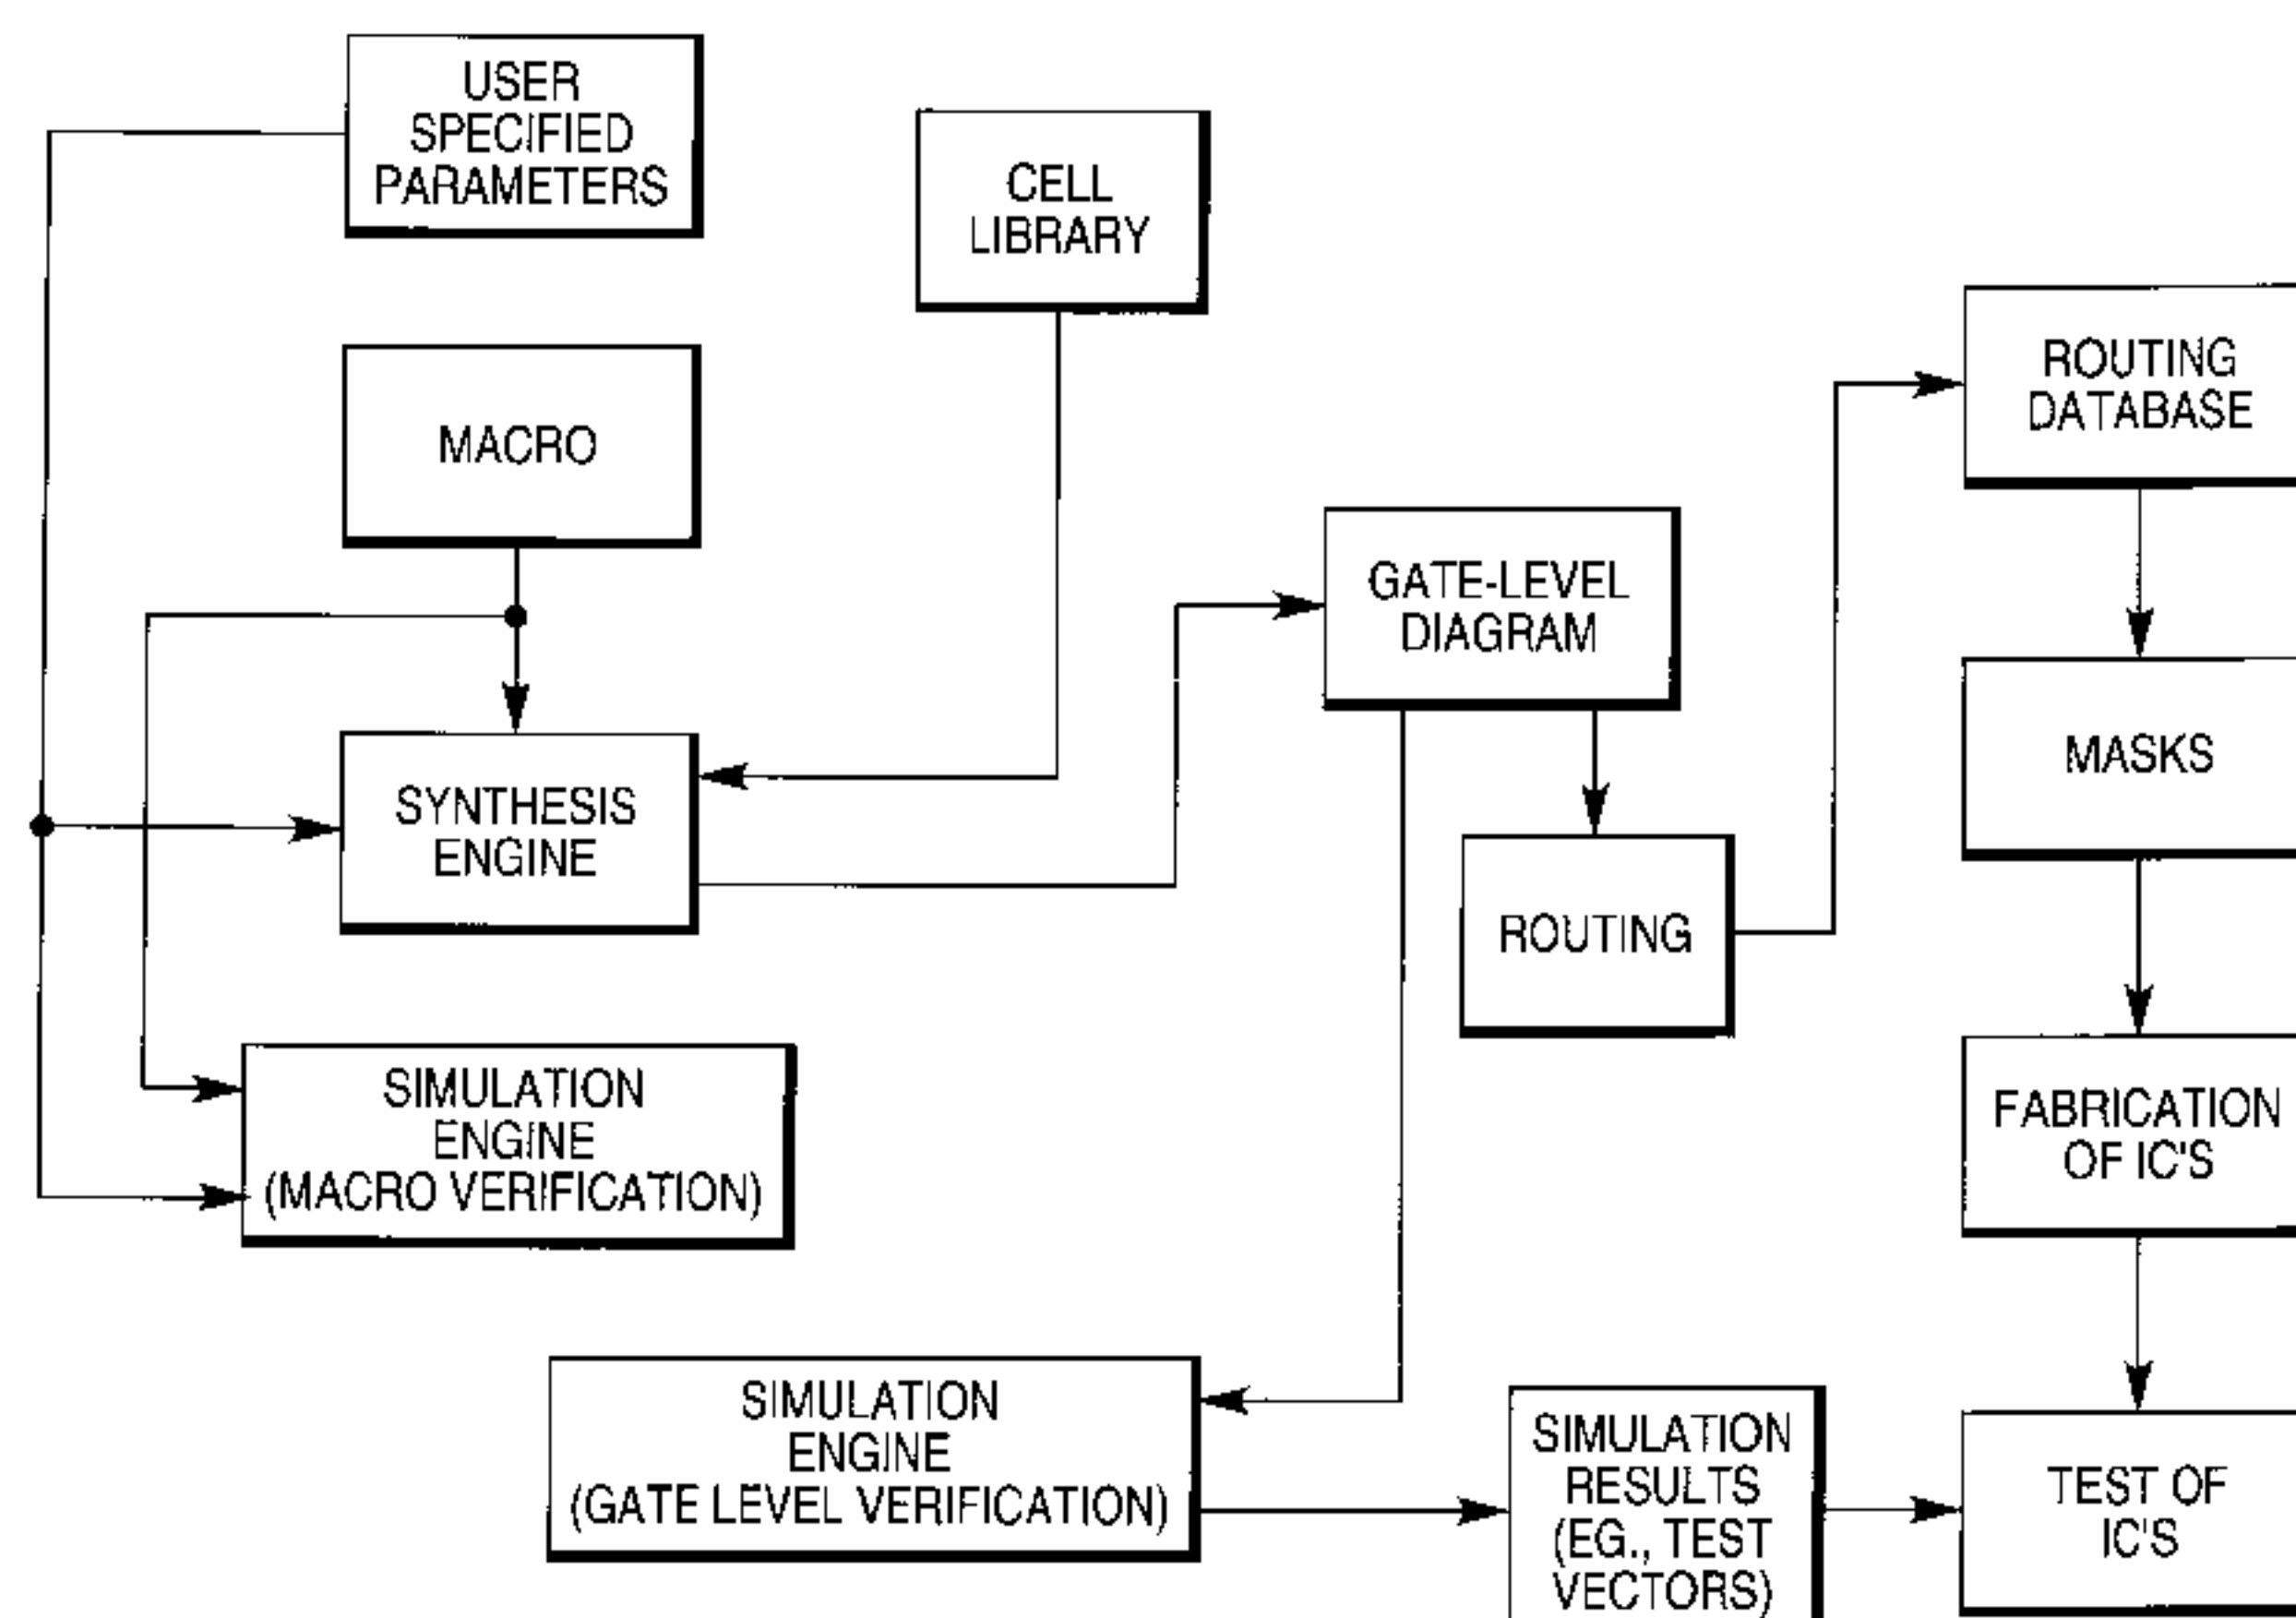 USER
SPECIFIED
PARAMETERS
CELL
LIBRARY
MACRO
ROUTING
DATABASE
GATE-LEVEL
DIAGRAM
MASKS
SYNTHESIS
ENGINE
ROUTING
SIMULATION
ENGINE
(MACRO VERIFICATION)
FABRICATION
OF IC'S
SIMULATION
ENGINE
(GATE LEVEL VERIFICATION)
SIMULATION
RESULTS
(EG., TEST
VECTORS)
TEST OF
IC'S